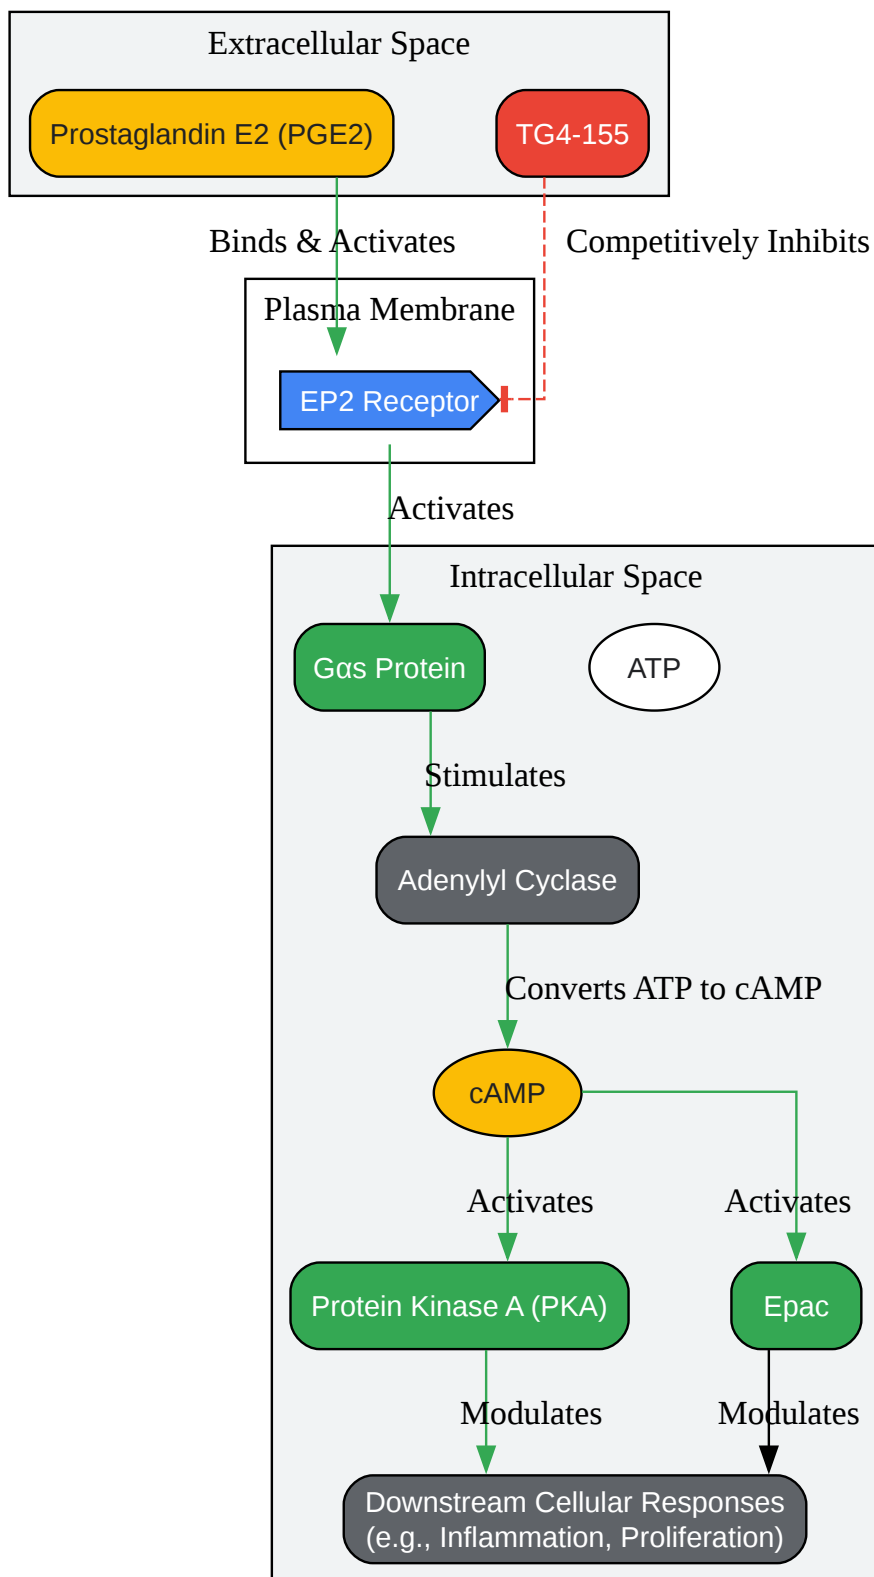 Extracellular Space
Prostaglandin E2 (PGE2)
TG4-155
Binds & Activates
Competitively Inhibits
Plasma Membrane
EP2 Receptor
Activates
Intracellular Space
Gαs Protein
ATP
Stimulates
Adenylyl Cyclase
Converts ATP to cAMP
cAMP
Activates
Activates
Protein Kinase A (PKA)
Epac
Modulates
Modulates
Downstream Cellular Responses
(e.g., Inflammation, Proliferation)